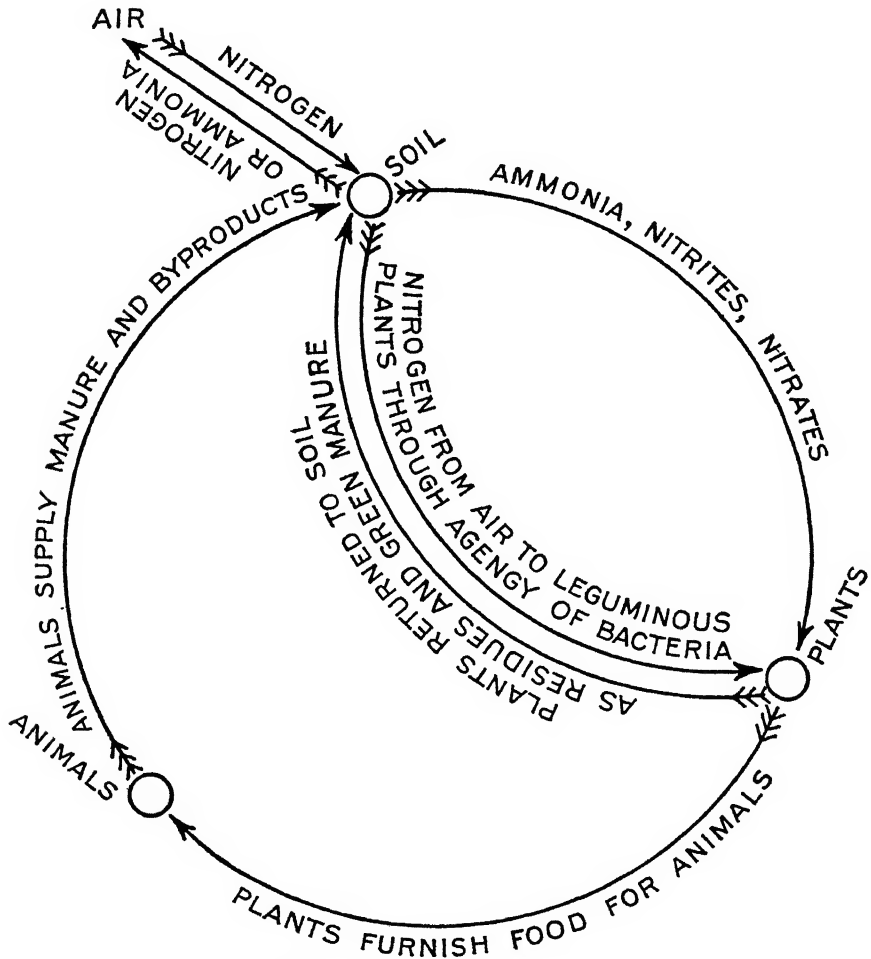 AIR
NITROGEN
NITROGEN
OR AMMONIA
SOIL
AMMONIA, NITRITES, NITRATES
NITROGEN FROM AIR TO LEGUMINOUS
PLANTS THROUGH AGENGY OF BACTERIA
PLANTS RETURNED TO SOIL
AS RESIDUES AND GREEN MANURE
PLANTS
PLANTS FURNISH FOOD FOR ANIMALS
ANIMALS
ANIMALS SUPPLY MANURE AND BYPRODUCTS